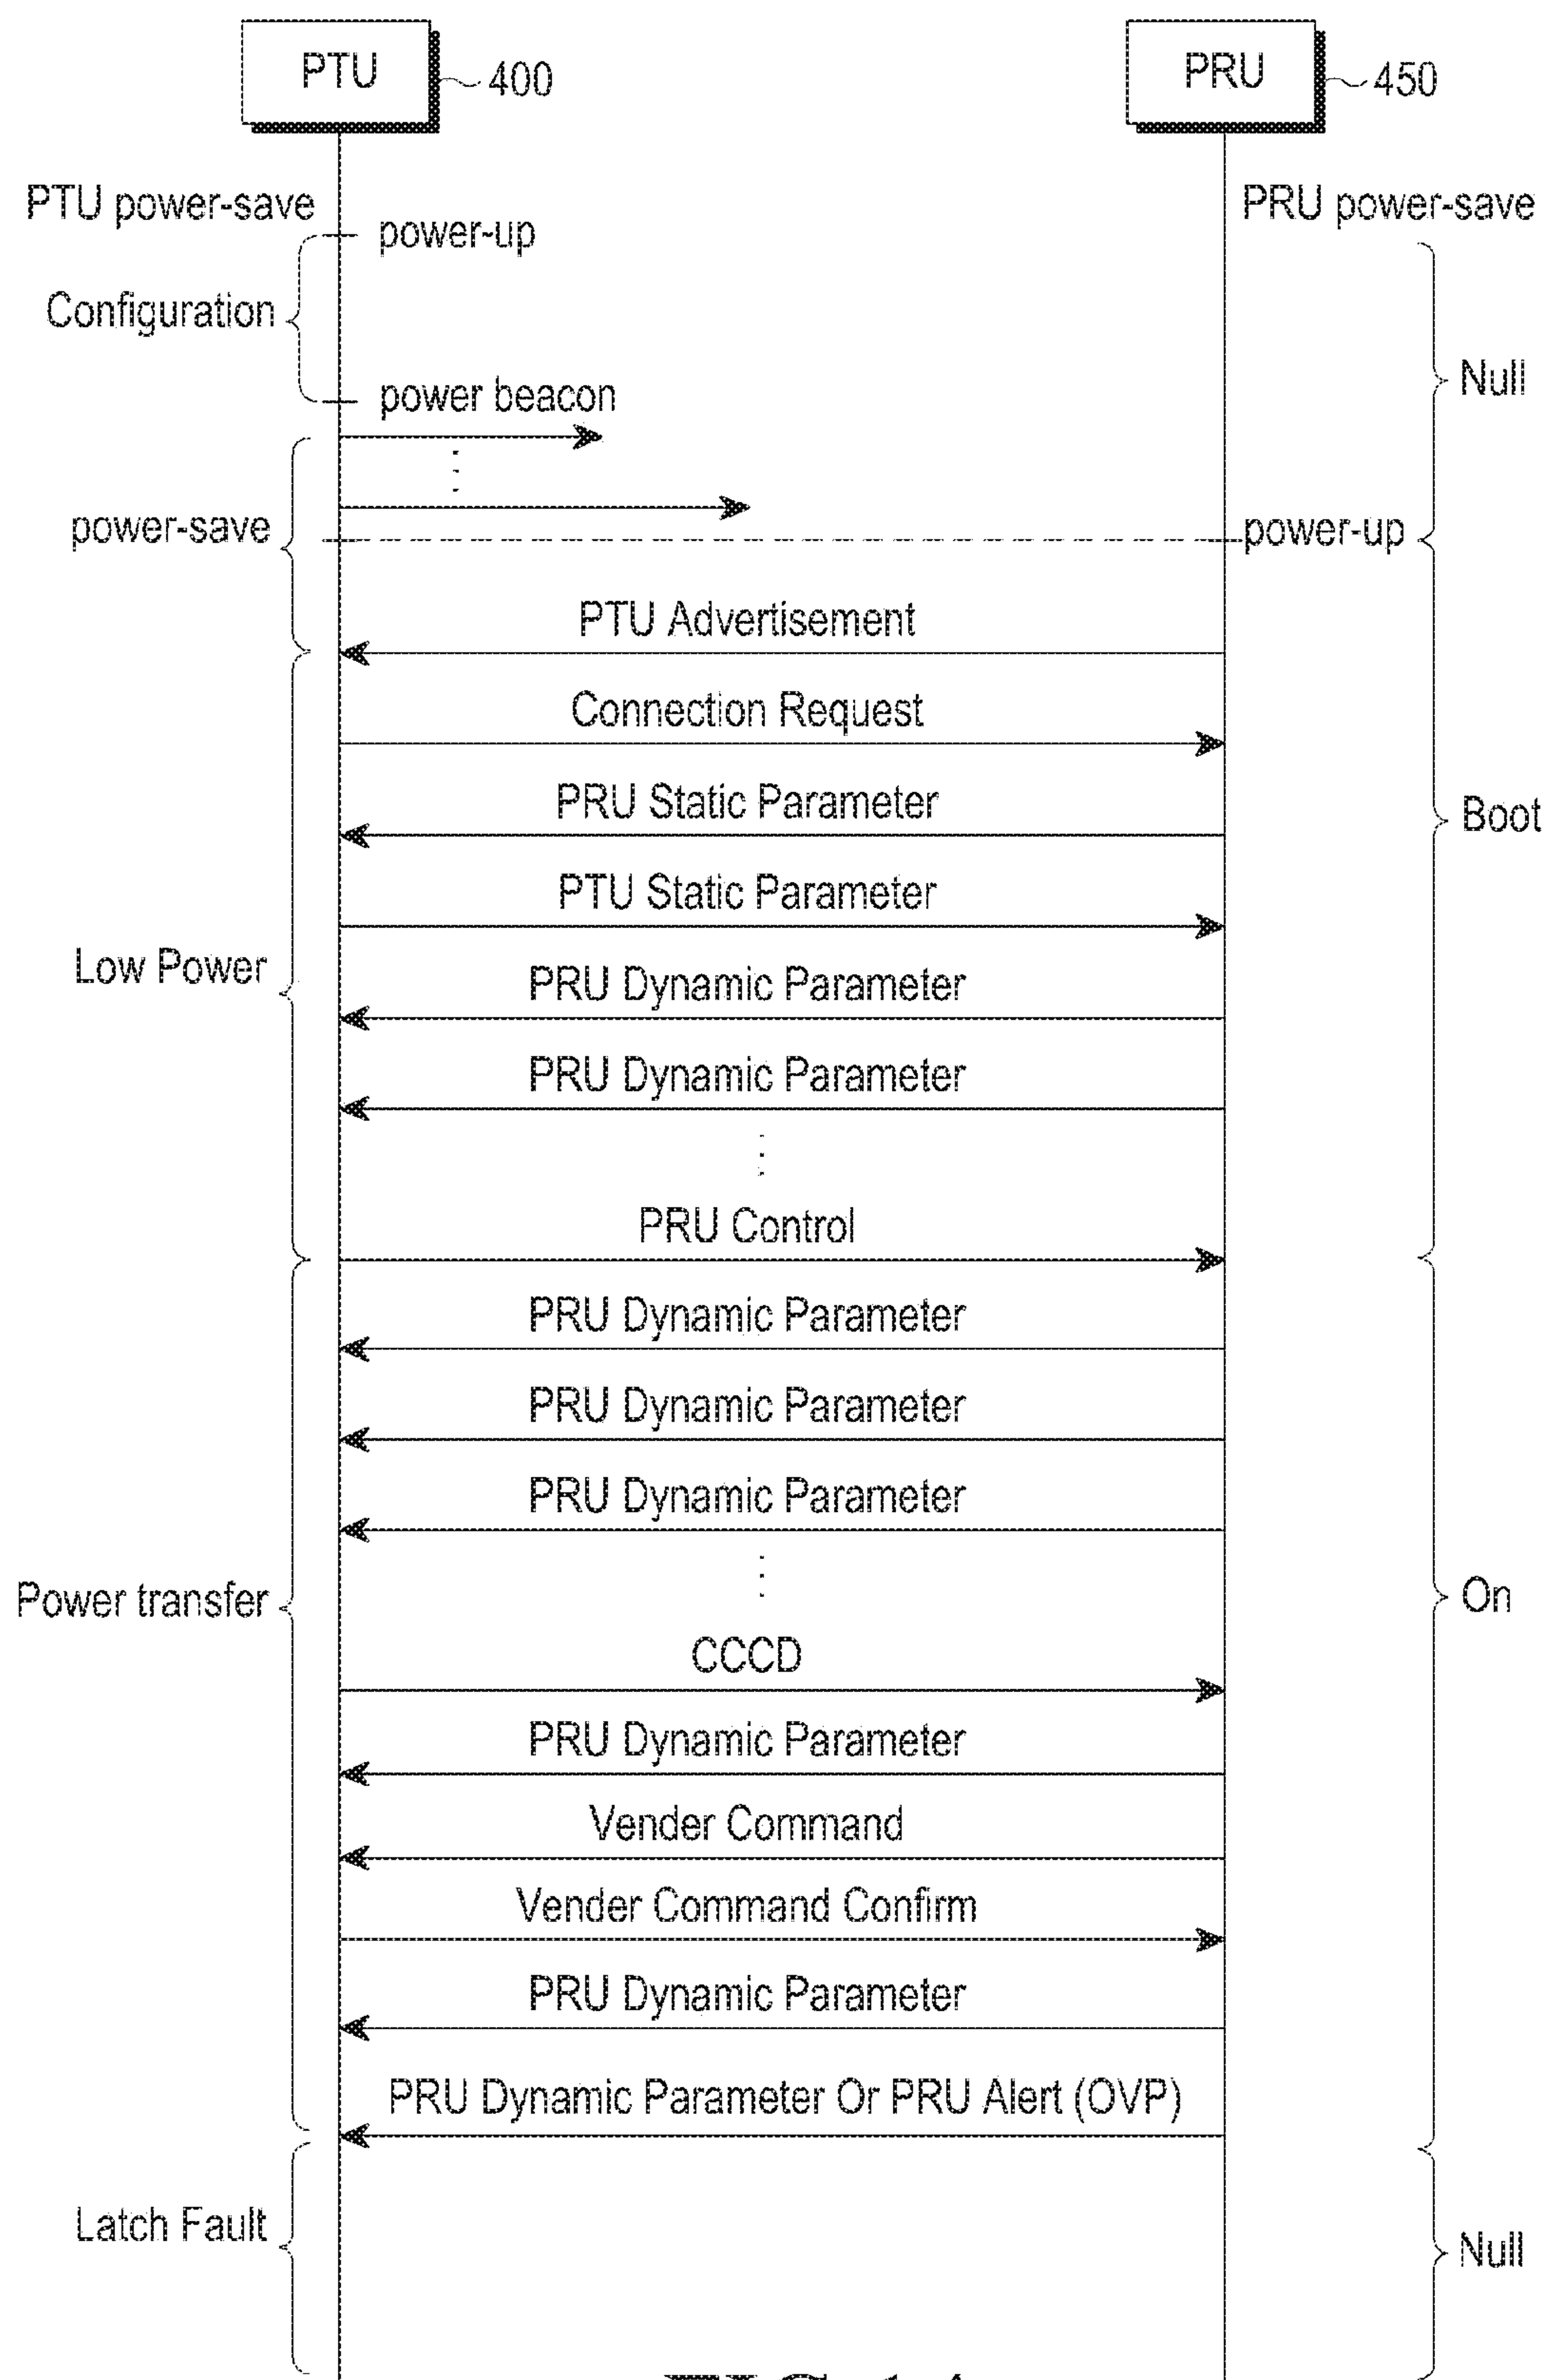 PTU
400
PRU
450
PTU power-save
PRU power-save
power-up
Configuration
power beacon
Null
power-save
power-up
PTU Advertisement
Connection Request
PRU Static Parameter
Boot
PTU Static Parameter
Low Power
PRU Dynamic Parameter
PRU Dynamic Parameter
PRU Control
PRU Dynamic Parameter
PRU Dynamic Parameter
PRU Dynamic Parameter
Power transfer
On
CCCD
PRU Dynamic Parameter
Vender Command
Vender Command Confirm
PRU Dynamic Parameter
PRU Dynamic Parameter Or PRU Alert (OVP)
Latch Fault
Null